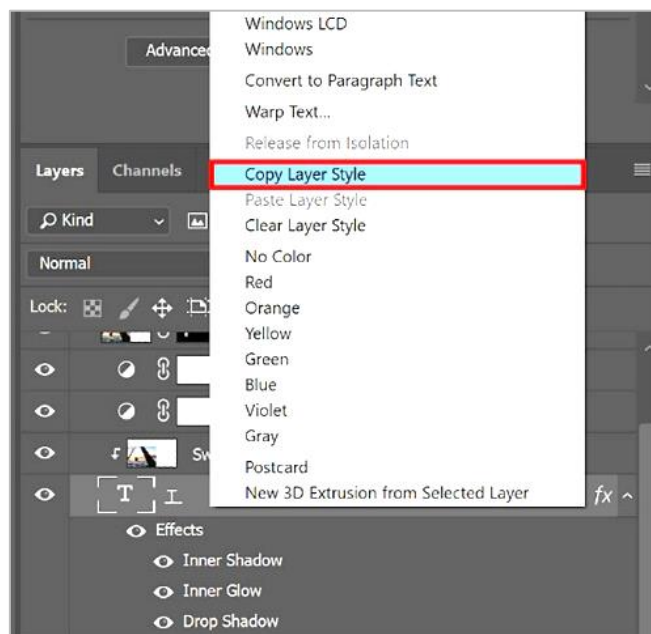 Windows LCD
Advanced
Windows
Convert to Paragraph Text
Warp Text...
Release from Isolation
Layers Channels
Copy Layer Style
Paste Layer Style
Kind
Clear Layer Style
Normal
No Color
Red
Lock:
Orange
Yellow
Green
Blue
Violet
Gray
Sw
Postcard
T
New 3D Extrusion from Selected Layer
fx
Effects
Inner Shadow
Inner Glow
Drop Shadow